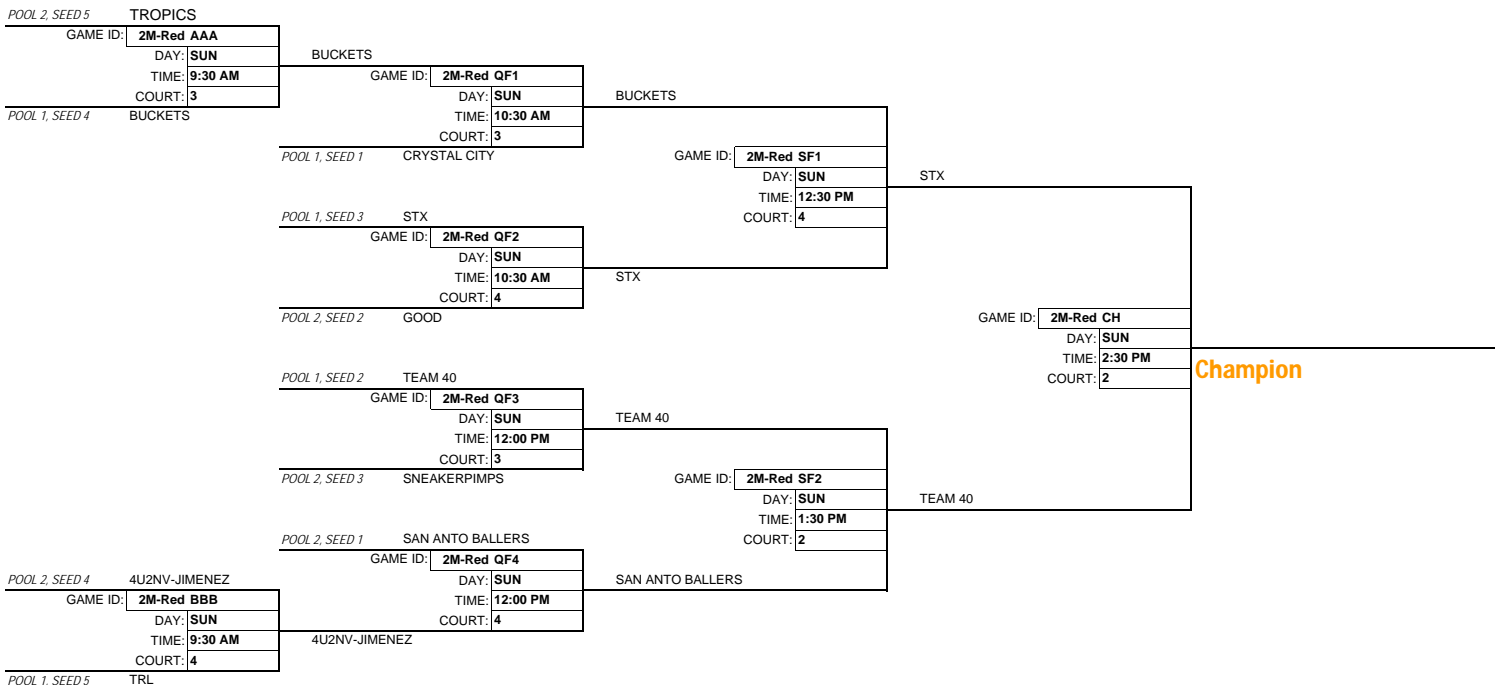 POOL 2, SEED 5 TROPICS
GAME ID: 2M-Red AAA
DAY: SUN
TIME: 9:30 AM
COURT: 3
POOL 1, SEED 4 BUCKETS
BUCKETS
GAME ID: 2M-Red QF1
DAY: SUN
TIME: 10:30 AM
COURT: 3
POOL 1, SEED 1 CRYSTAL CITY
BUCKETS
GAME ID: 2M-Red SF1
DAY: SUN
TIME: 12:30 PM
COURT: 4
STX
POOL 1, SEED 3 STX
GAME ID: 2M-Red QF2
DAY: SUN
TIME: 10:30 AM
COURT: 4
POOL 2, SEED 2 GOOD
STX
GAME ID: 2M-Red CH
DAY: SUN
TIME: 2:30 PM
COURT: 2
Champion
POOL 1, SEED 2 TEAM 40
GAME ID: 2M-Red QF3
DAY: SUN
TIME: 12:00 PM
COURT: 3
POOL 2, SEED 3 SNEAKERPIMPS
TEAM 40
GAME ID: 2M-Red SF2
DAY: SUN
TIME: 1:30 PM
COURT: 2
TEAM 40
POOL 2, SEED 1 SAN ANTO BALLERS
GAME ID: 2M-Red QF4
DAY: SUN
TIME: 12:00 PM
COURT: 4
SAN ANTO BALLERS
POOL 2, SEED 4 4U2NV-JIMENEZ
GAME ID: 2M-Red BBB
DAY: SUN
TIME: 9:30 AM
COURT: 4
4U2NV-JIMENEZ
POOL 1, SEED 5 TRL